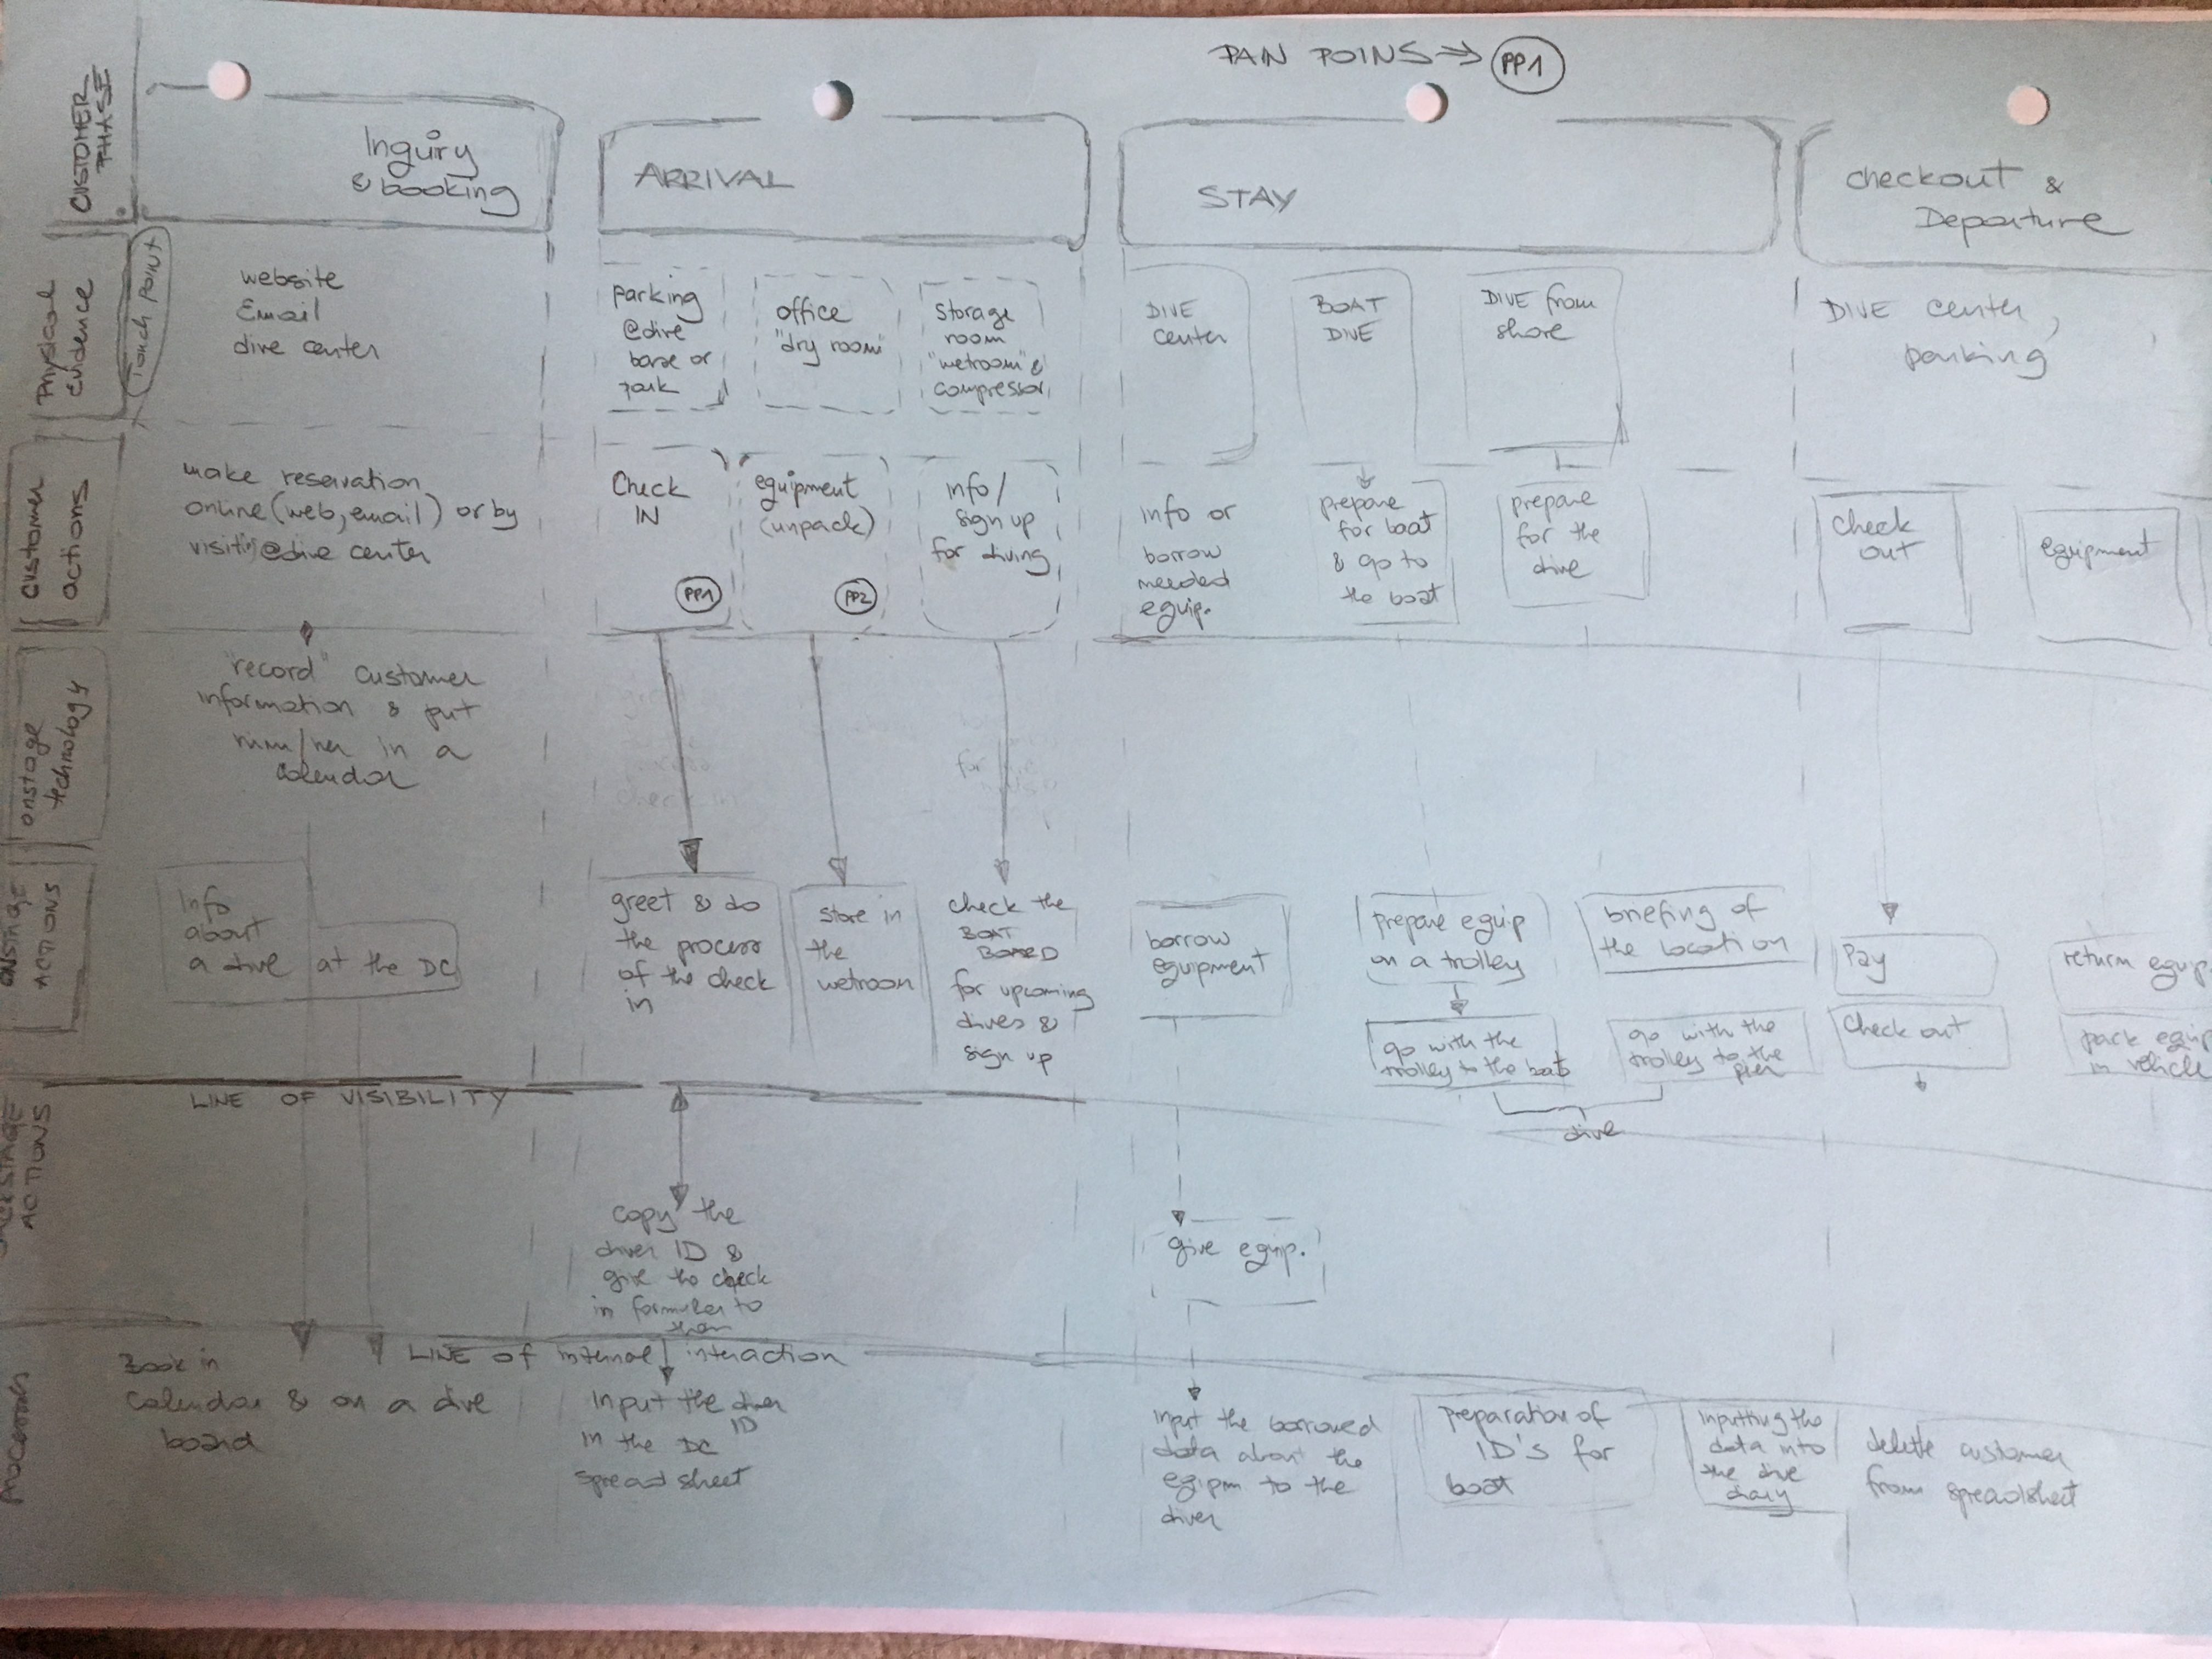 PAIN POINS → PP1
CUSTOMER
PHASE
Inquiry
& booking
ARRIVAL
STAY
checkout &
Departure
Physical
Evidence
Touch Point
website
Email
dive center
parking
@dive
base or
park
office
"dry room"
storage
room
"wetroom" &
compressor
DIVE
center
BOAT
DIVE
DIVE from
shore
DIVE center,
parking
customer
actions
make reservation
online (web, email) or by
visiting @dive center
Check
IN
PP1
equipment
(unpack)
PP2
info/
sign up
for diving
info or
borrow
needed
equip.
prepare
for boat
& go to
the boat
prepare
for the
dive
check
out
equipment
onstage
technology
"record" customer
information & put
him/her in a
calendar
check in
for
ONSTAGE
ACTIONS
Info
about
a dive
at the DC
greet & do
the process
of the check
in
store in
the
wetroom
check the
BOAT
BOARD
for upcoming
dives &
sign up
borrow
equipment
prepare equip
on a trolley
go with the
trolley to the boat
briefing of
the location
go with the
trolley to the
pier
dive
Pay
Check out
return equip.
pack equip
in vehicle
LINE OF VISIBILITY
ACTIONS
copy the
diver ID &
give the check
in formular to
them
give equip.
LINE OF internal interaction
Processes
Book in
calendar & on a dive
board
Input the diver
ID
in the DC
spreadsheet
input the borrowed
data about the
eqipm to the
diver
preparation of
ID's for
boat
inputting the
data into
the dive
diary
delete customer
from spreadsheet